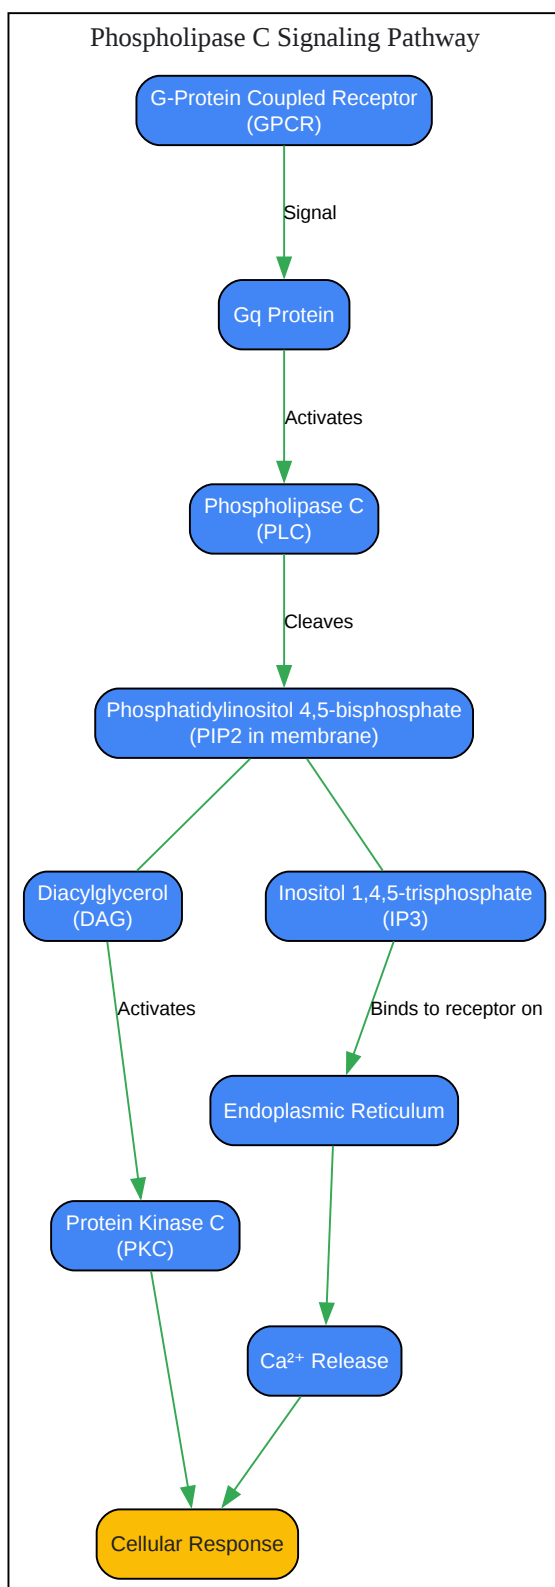 Phospholipase C Signaling Pathway
G-Protein Coupled Receptor
(GPCR)
Signal
Gq Protein
Activates
Phospholipase C
(PLC)
Cleaves
Phosphatidylinositol 4,5-bisphosphate
(PIP2 in membrane)
Diacylglycerol
(DAG)
Inositol 1,4,5-trisphosphate
(IP3)
Activates
Binds to receptor on
Endoplasmic Reticulum
Protein Kinase C
(PKC)
Ca²⁺ Release
Cellular Response